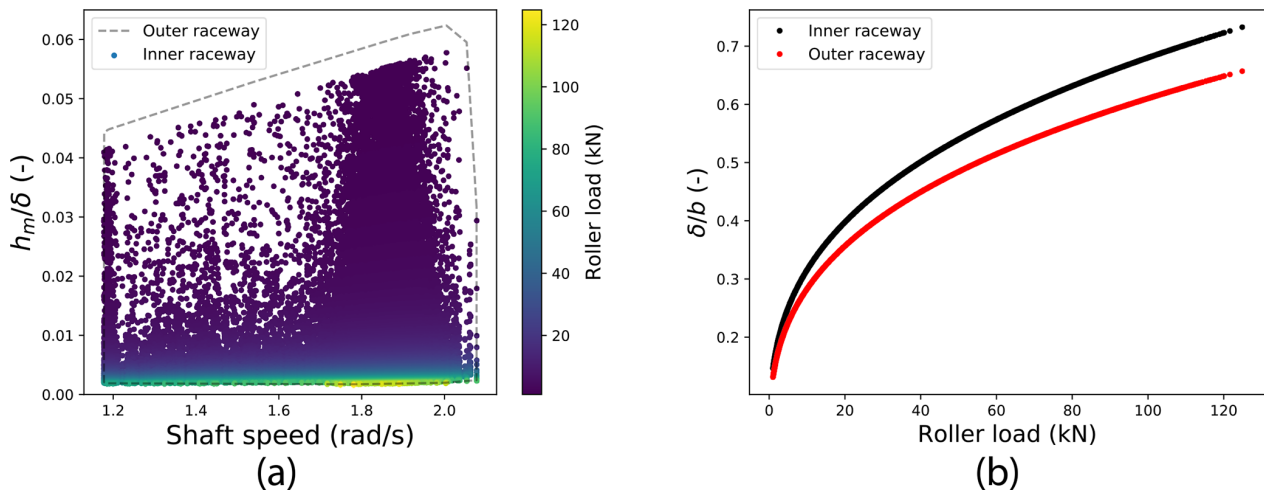 Outer raceway
Inner raceway
0.06
0.05
0.04
0.03
0.02
0.01
0.00
1.2 1.4 1.6 1.8 2.0
Shaft speed (rad/s)
h_m/δ (-)
120
100
80
60
40
20
Roller load (kN)
(a)
Inner raceway
Outer raceway
0.7
0.6
0.5
0.4
0.3
0.2
0 20 40 60 80 100 120
Roller load (kN)
δ/b (-)
(b)